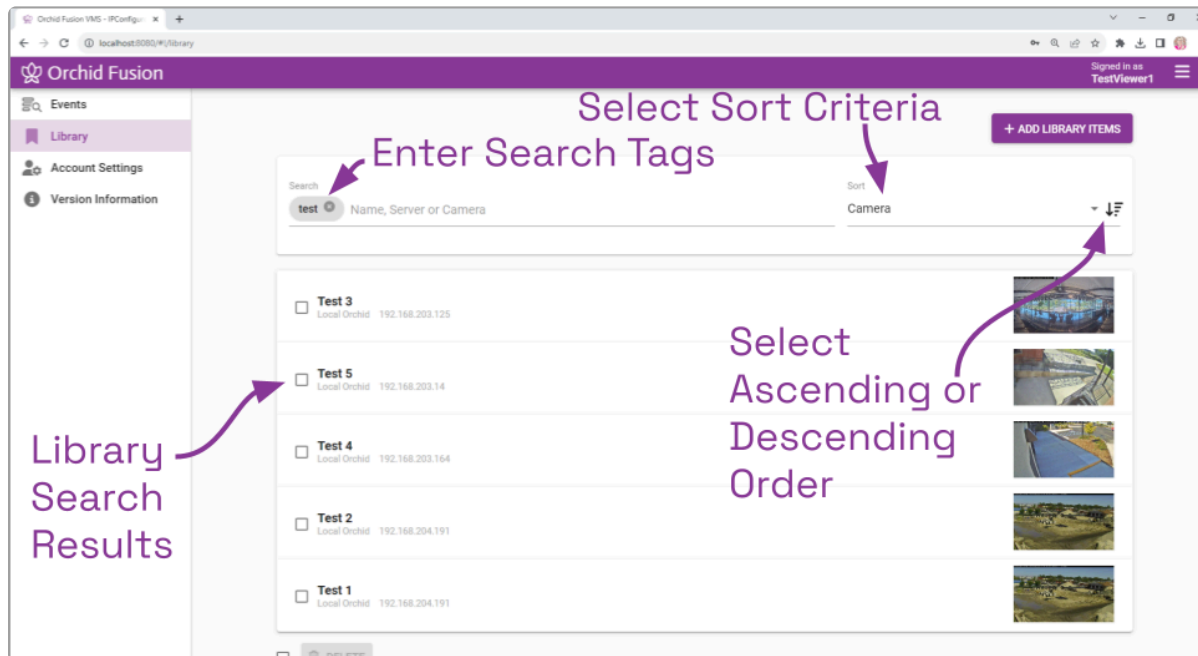 Orchid Fusion VMS - IPConfigur
localhost:8080/#!/library
Orchid Fusion
Signed in as
TestViewer1
Events
Library
Account Settings
Version Information
Select Sort Criteria
+ ADD LIBRARY ITEMS
Enter Search Tags
Search
Sort
test
Name, Server or Camera
Camera
Test 3
Local Orchid 192.168.203.125
Test 5
Local Orchid 192.168.203.14
Test 4
Local Orchid 192.168.203.164
Test 2
Local Orchid 192.168.204.191
Test 1
Local Orchid 192.168.204.191
Select
Ascending or
Descending
Order
Library
Search
Results
DELETE